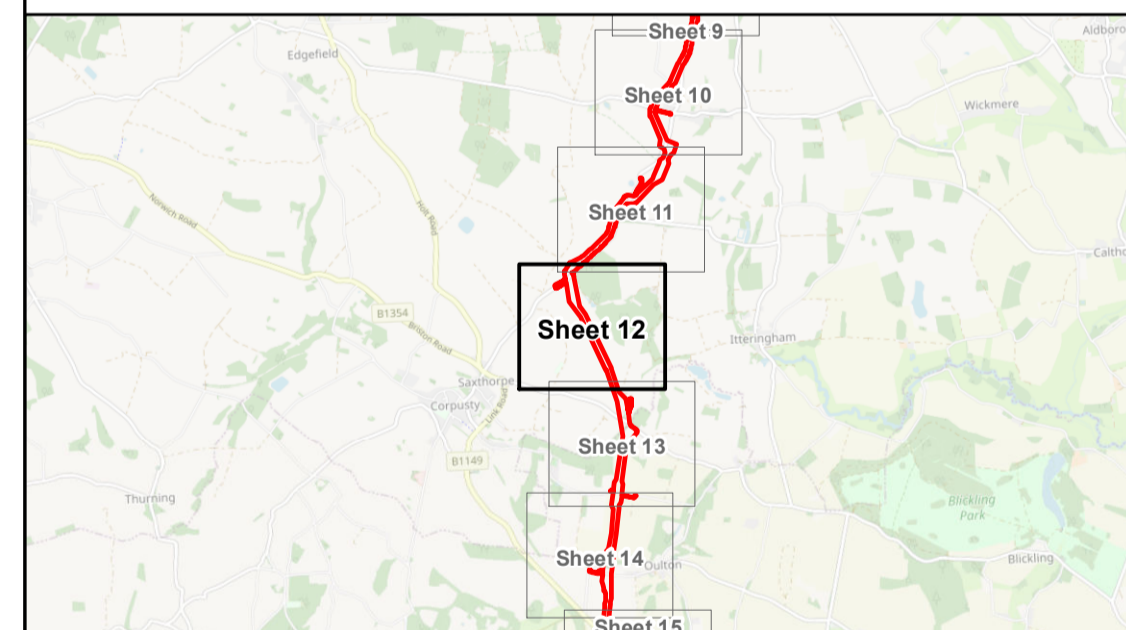 Sheet 9
Aldboro
Edgefield
Sheet 10
Wickmere
Norwich Road
Holt Road
Sheet 11
Caltho
B1354
Briston Road
Sheet 12
Itteringham
Saxthorpe
Corpusty
Link Road
Sheet 13
B1149
Thurning
Blickling
Park
Sheet 14
Oulton
Blickling
Sheet 15